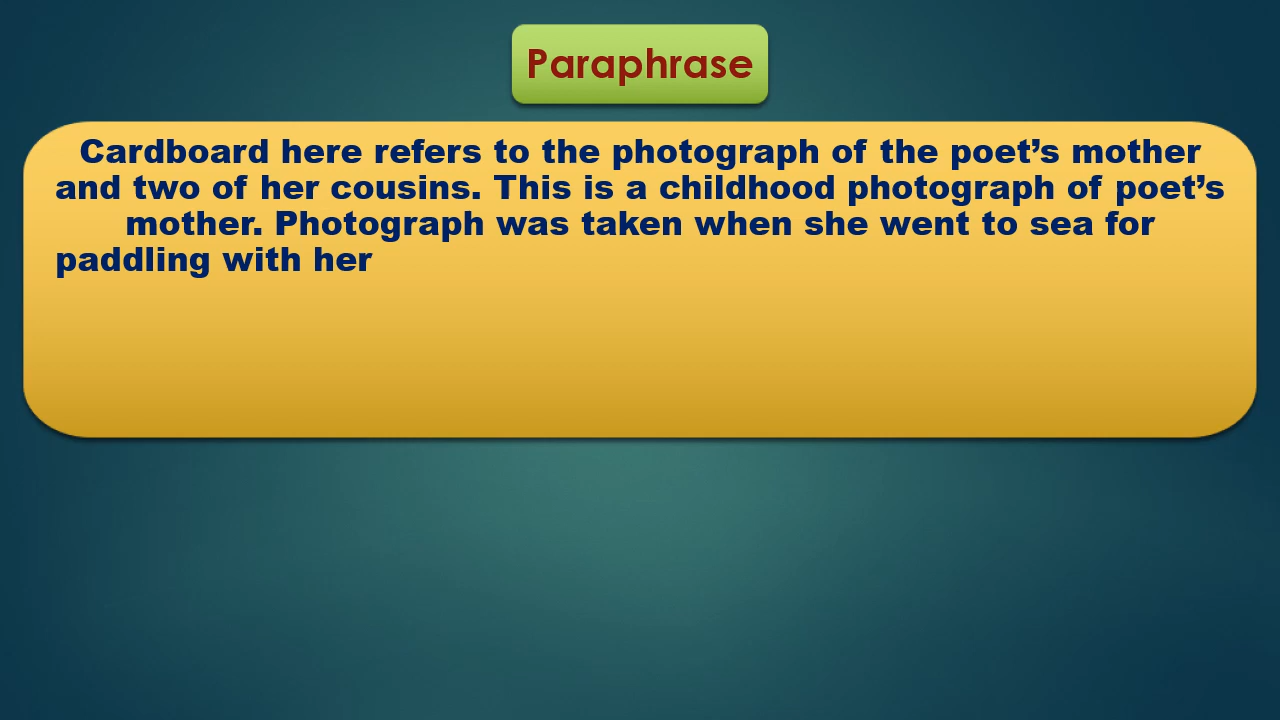 Paraphrase
Cardboard here refers to the photograph of the poet’s mother
and two of her cousins. This is a childhood photograph of poet’s
mother. Photograph was taken when she went to sea for
paddling with her